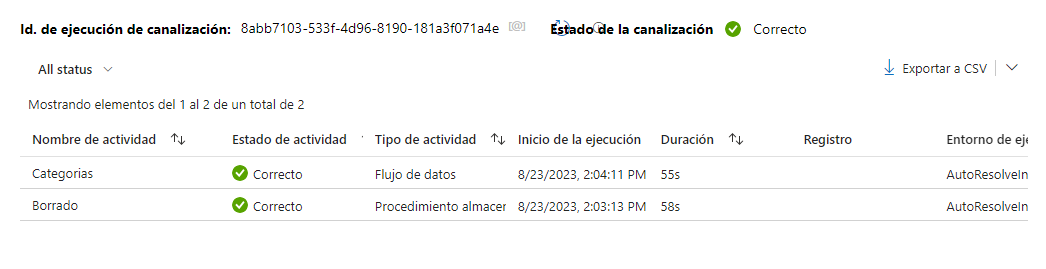 Id. de ejecución de canalización: 8abb7103-533f-4d96-8190-181a3f071a4e Estado de la canalización Correcto
All status Exportar a CSV
Mostrando elementos del 1 al 2 de un total de 2
Nombre de actividad Estado de actividad Tipo de actividad Inicio de la ejecución Duración Registro Entorno de eje
Categorias Correcto Flujo de datos 8/23/2023, 2:04:11 PM 55s AutoResolveIn
Borrado Correcto Procedimiento almacer 8/23/2023, 2:03:13 PM 58s AutoResolveIn